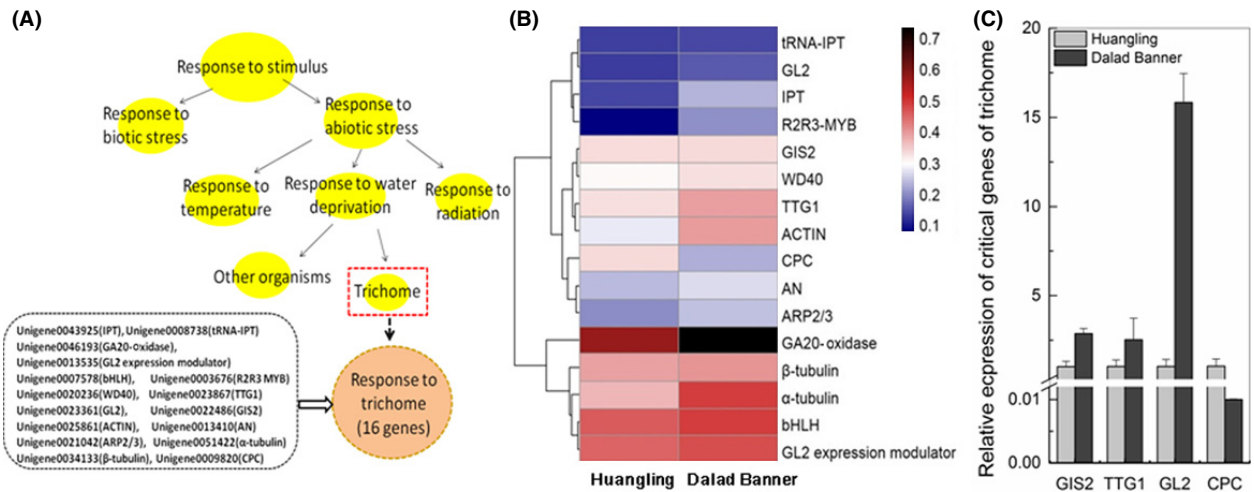 (A)
Response to stimulus
Response to
biotic stress
Response to
abiotic stress
Response to
temperature
Response to water
deprivation
Response to
radiation
Other organisms
Trichome
Unigene0043925(IPT), Unigene0008738(tRNA-IPT)
Unigene0046193(GA20-oxidase),
Unigene0013535(GL2 expression modulator)
Unigene0007578(bHLH), Unigene0003676(R2R3 MYB)
Unigene0020236(WD40), Unigene0023867(TTG1)
Unigene0023361(GL2), Unigene0022486(GIS2)
Unigene0025861(ACTIN), Unigene0013410(AN)
Unigene0021042(ARP2/3), Unigene0051422(α-tubulin)
Unigene0034133(β-tubulin), Unigene0009820(CPC)
Response to
trichome
(16 genes)
(B)
tRNA-IPT
GL2
IPT
R2R3-MYB
GIS2
WD40
TTG1
ACTIN
CPC
AN
ARP2/3
GA20-oxidase
β-tubulin
α-tubulin
bHLH
GL2 expression modulator
Huangling Dalad Banner
0.7
0.6
0.5
0.4
0.3
0.2
0.1
(C)
Relative ecpression of critical genes of trichome
20
15
10
5
0.01
0.00
Huangling
Dalad Banner
GIS2 TTG1 GL2 CPC